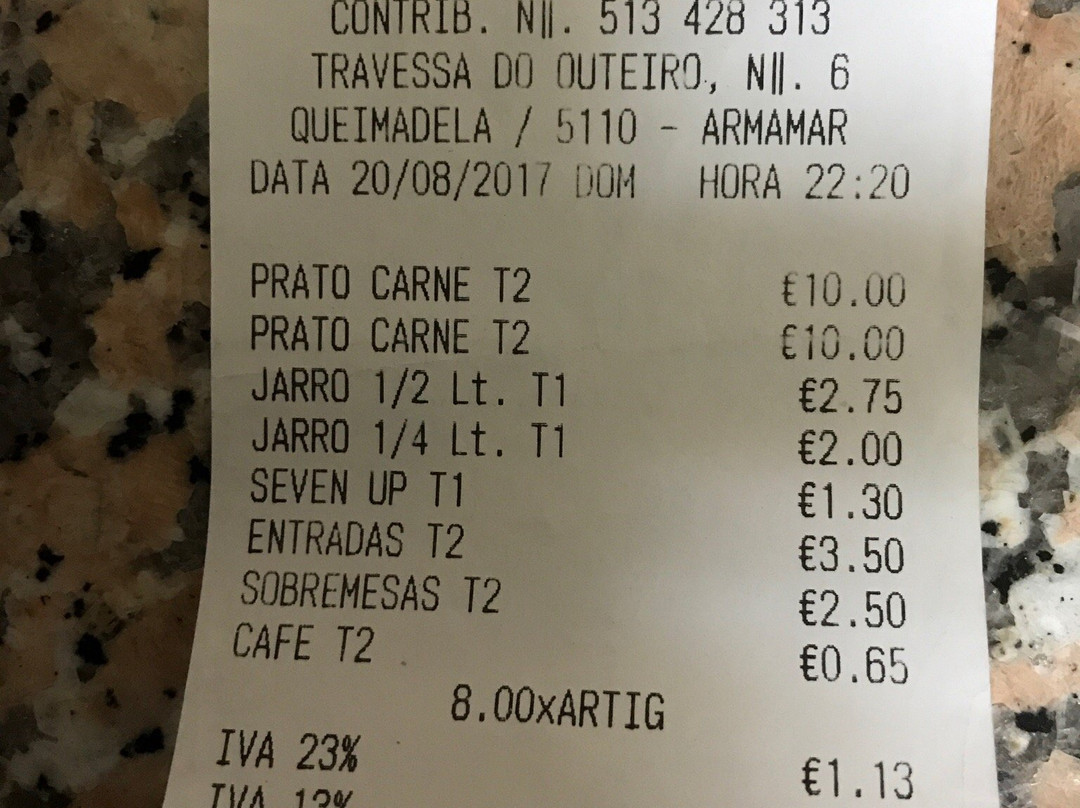 CONTRIB. N||. 513 428 313
TRAVESSA DO OUTEIRO, N||. 6
QUEIMADELA / 5110 - ARMAMAR
DATA 20/08/2017 DOM HORA 22:20
PRATO CARNE T2 €10.00
PRATO CARNE T2 €10.00
JARRO 1/2 Lt. T1 €2.75
JARRO 1/4 Lt. T1 €2.00
SEVEN UP T1 €1.30
ENTRADAS T2 €3.50
SOBREMESAS T2 €2.50
CAFE T2 €0.65
8.00xARTIG
IVA 23% €1.13
IVA 13%